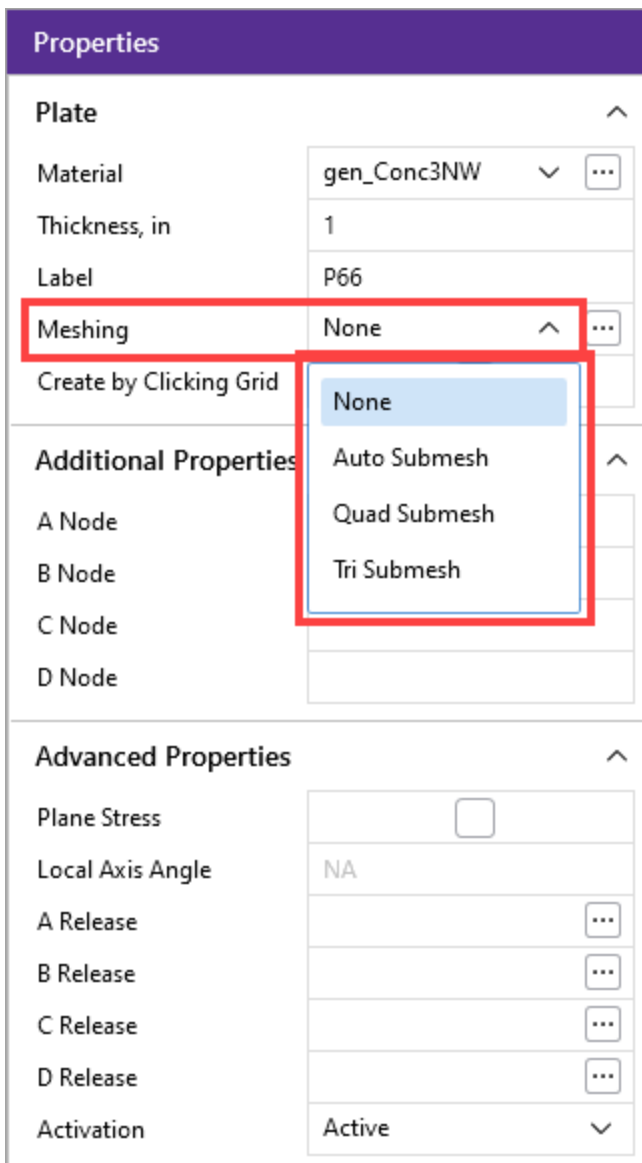 Properties
Plate
Material gen_Conc3NW ...
Thickness, in 1
Label P66
Meshing None ...
Create by Clicking Grid
None
Additional Properties
Auto Submesh
A Node
Quad Submesh
B Node
Tri Submesh
C Node
D Node
Advanced Properties
Plane Stress
Local Axis Angle NA
A Release ...
B Release ...
C Release ...
D Release ...
Activation Active